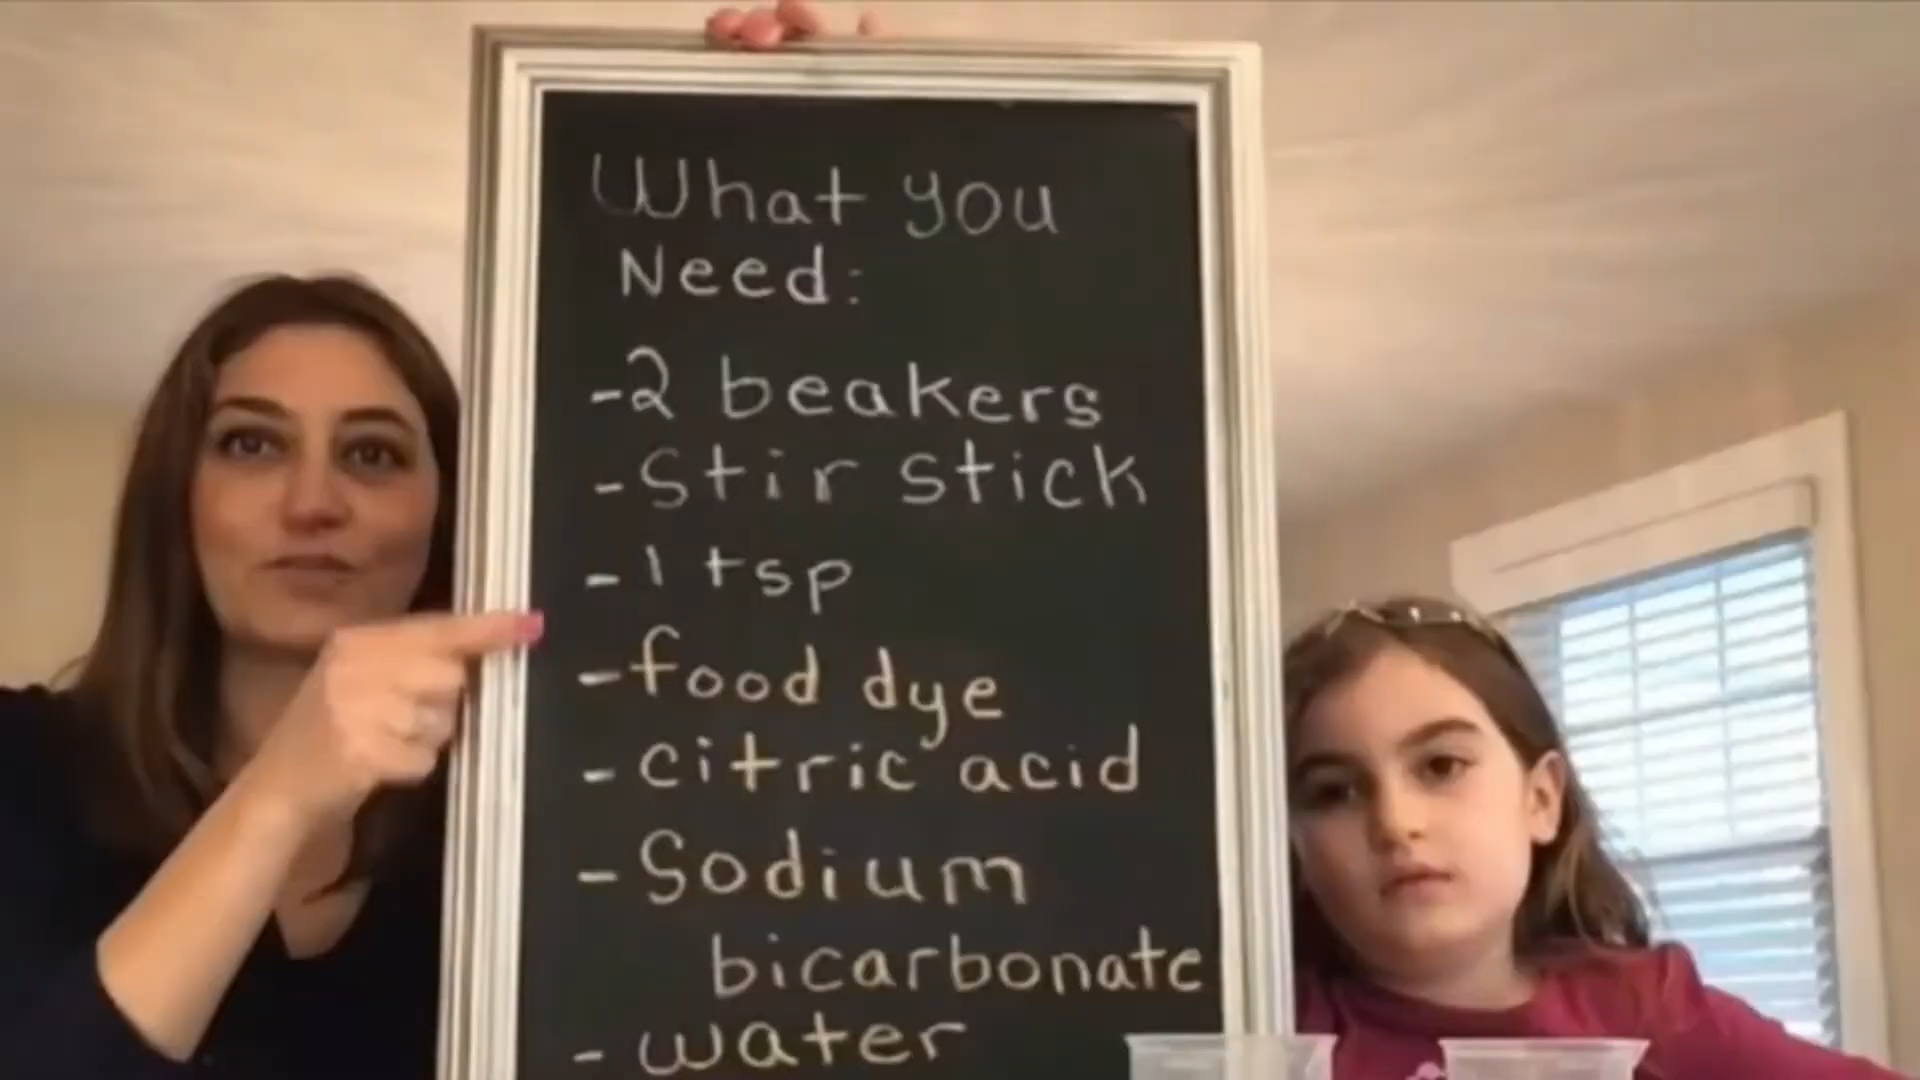 What you
Need:
-2 beakers
-Stir stick
-1 tsp
-food dye
-citric acid
-Sodium
bicarbonate
-water